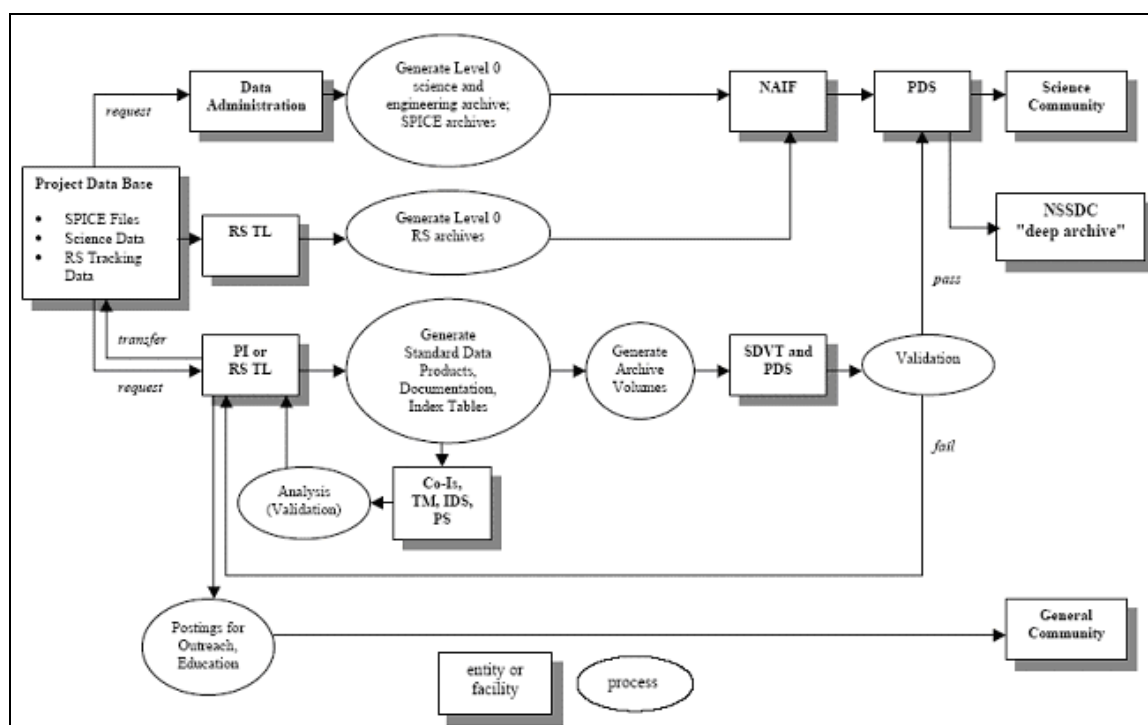 Data
Administration
Generate Level 0
science and
engineering archive;
SPICE archives
NAIF
PDS
Science
Community
request
Project Data Base
• SPICE Files
• Science Data
• RS Tracking
Data
RS TL
Generate Level 0
RS archives
NSSDC
"deep archive"
pass
transfer
request
PI or
RS TL
Generate
Standard Data
Products,
Documentation,
Index Tables
Generate
Archive
Volumes
SDVT and
PDS
Validation
fail
Analysis
(Validation)
Co-Is,
TM, IDS,
PS
Postings for
Outreach,
Education
General
Community
entity or
facility
process